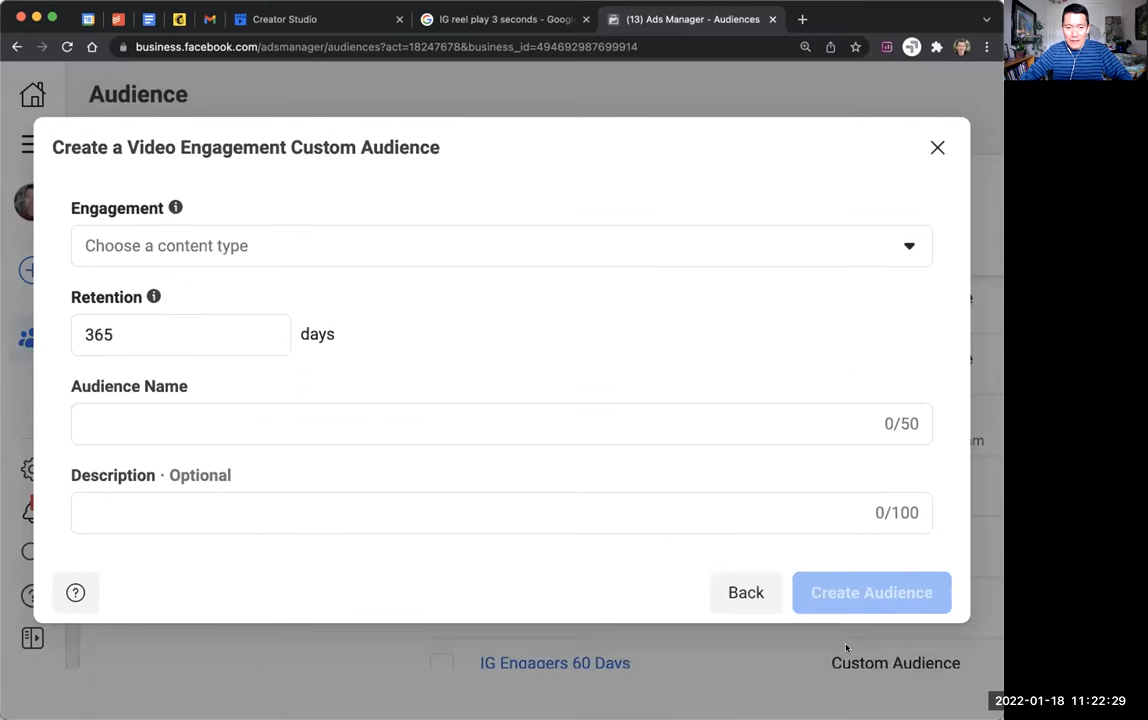 Creator Studio
IG reel play 3 seconds - Googl
(13) Ads Manager - Audiences
business.facebook.com/adsmanager/audiences?act=18247678&business_id=494692987699914
Audience
Create a Video Engagement Custom Audience
Engagement
Choose a content type
Retention
365 days
Audience Name
0/50
Description · Optional
0/100
Back
Create Audience
IG Engagers 60 Days
Custom Audience
2022-01-18 11:22:29